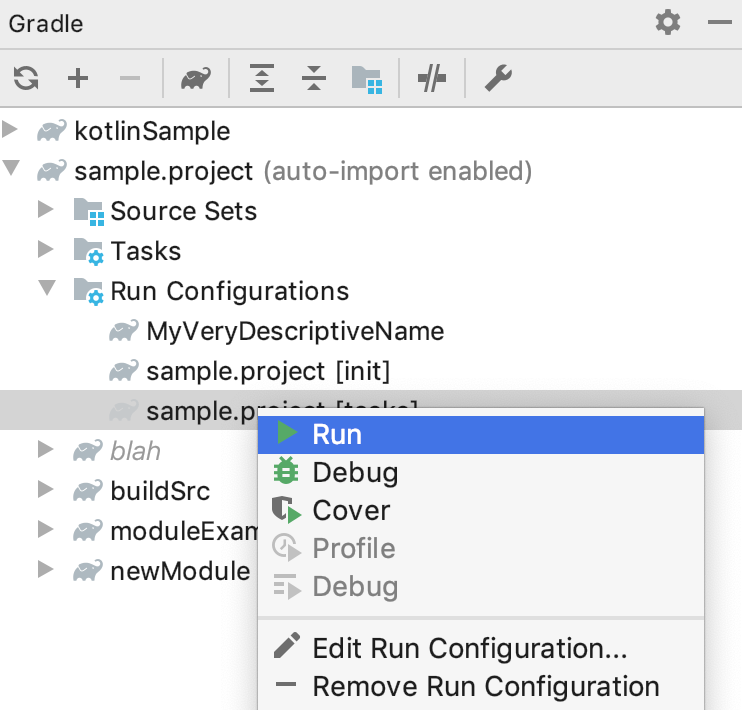 Gradle
kotlinSample
sample.project (auto-import enabled)
Source Sets
Tasks
Run Configurations
MyVeryDescriptiveName
sample.project [init]
sample.project [tasks]
Run
blah
Debug
buildSrc
Cover
moduleExam
Profile
newModule
Debug
Edit Run Configuration...
Remove Run Configuration